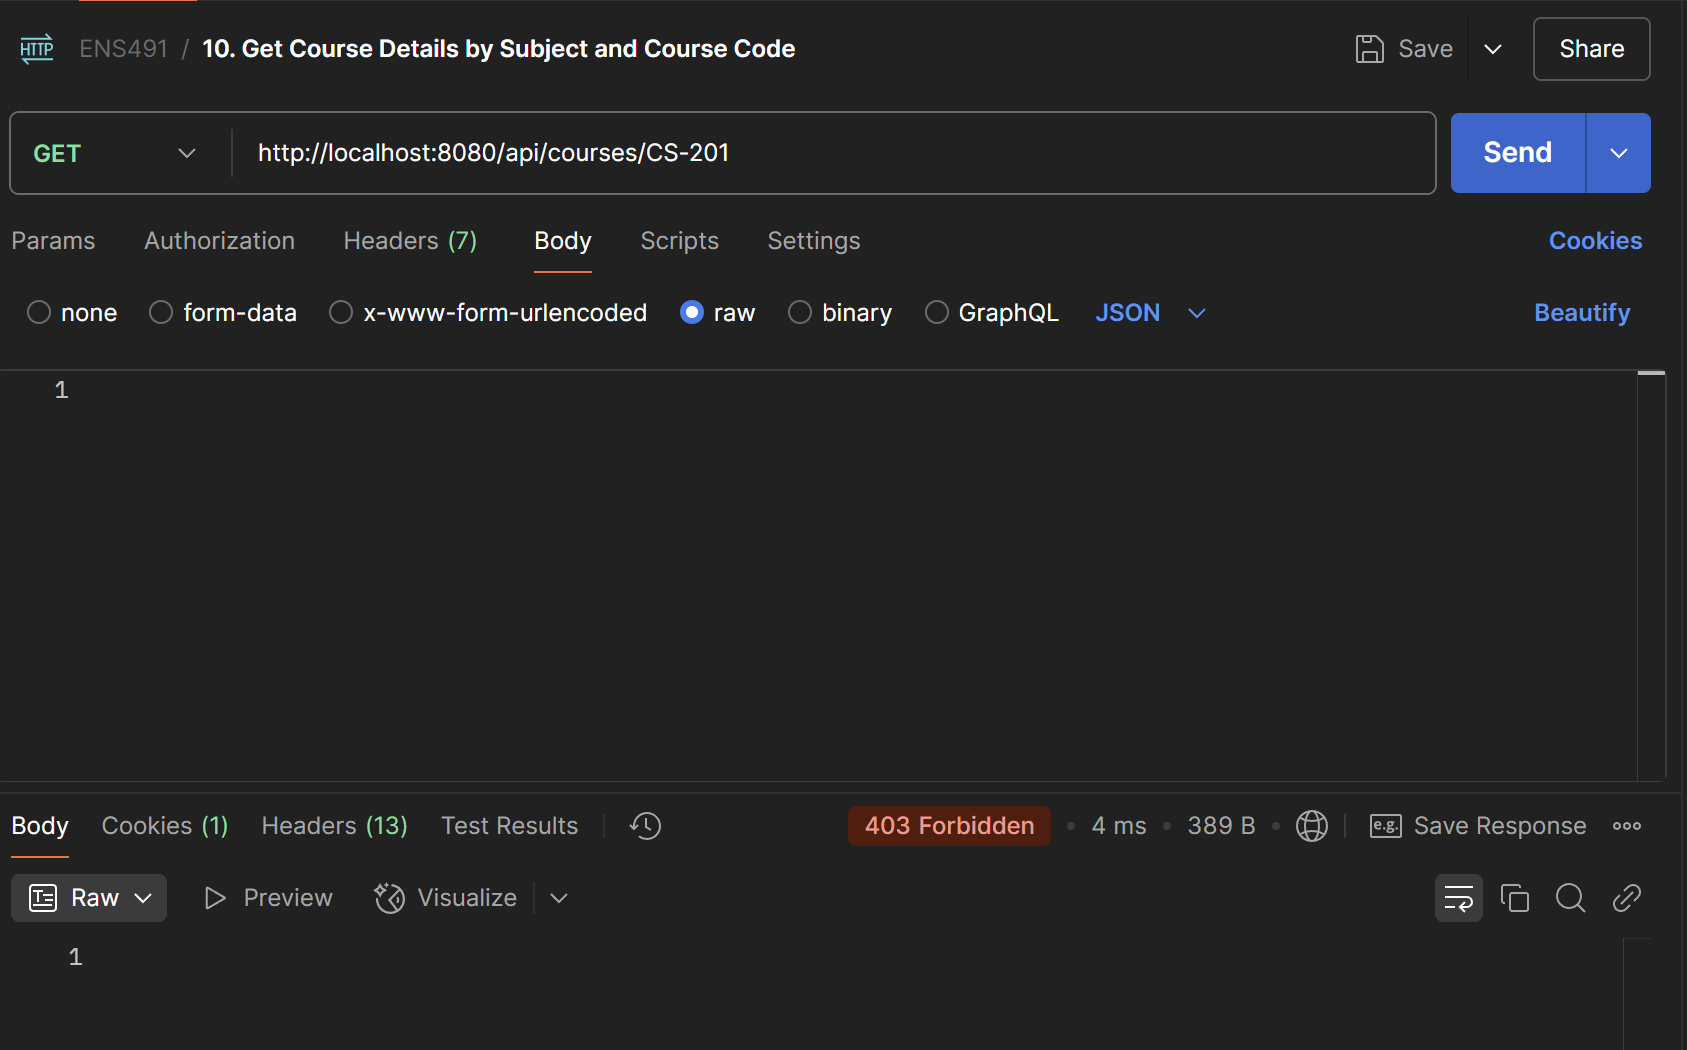 HTTP ENS491 / 10. Get Course Details by Subject and Course Code Save Share
GET http://localhost:8080/api/courses/CS-201 Send
Params Authorization Headers (7) Body Scripts Settings Cookies
none form-data x-www-form-urlencoded raw binary GraphQL JSON Beautify
1
Body Cookies (1) Headers (13) Test Results 403 Forbidden • 4 ms • 389 B • e.g. Save Response
Raw Preview Visualize
1